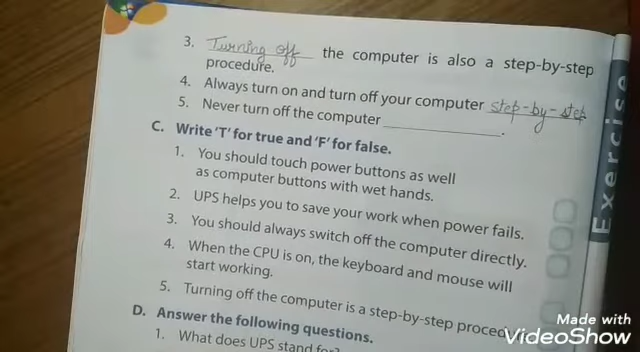 3. Turning off the computer is also a step-by-step
procedure.
4. Always turn on and turn off your computer step-by-step
5. Never turn off the computer ____________.
C. Write 'T' for true and 'F' for false.
1. You should touch power buttons as well
as computer buttons with wet hands.
2. UPS helps you to save your work when power fails.
3. You should always switch off the computer directly.
4. When the CPU is on, the keyboard and mouse will
start working.
5. Turning off the computer is a step-by-step
D. Answer the following questions.
1. What does UPS stand for?
Exercise
Made with
VideoShow